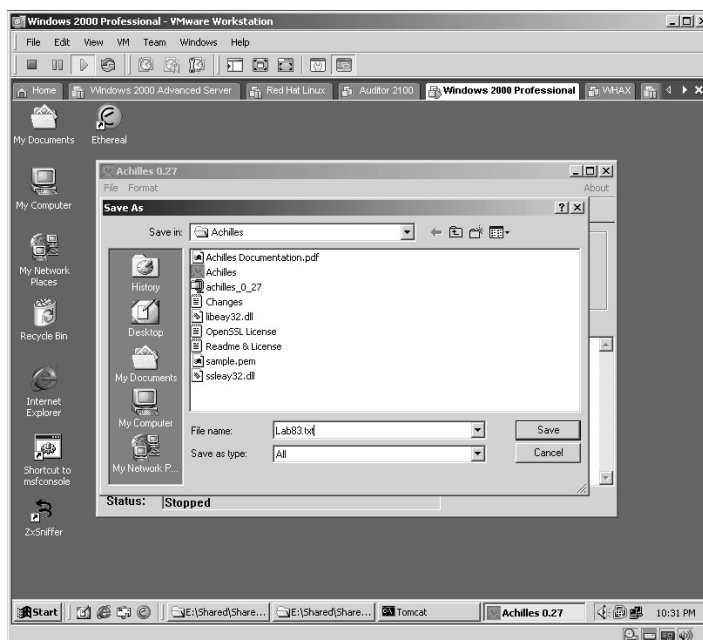 Windows 2000 Professional - VMware Workstation
File Edit View VM Team Windows Help
Home Windows 2000 Advanced Server Red Hat Linux Auditor 2100 Windows 2000 Professional WHAX
My Documents
Ethereal
My Computer
My Network
Places
Recycle Bin
Internet
Explorer
Shortcut to
msfconsole
ZxSniffer
Achilles 0.27
File Format About
Save As
Save in: Achilles
History
Desktop
My Documents
My Computer
My Network P...
Achilles Documentation.pdf
Achilles
achilles_0_27
Changes
libeay32.dll
OpenSSL License
Readme & License
sample.pem
ssleay32.dll
File name: Lab83.txt Save
Save as type: All Cancel
Status: Stopped
Start E:\Shared\Share... E:\Shared\Share... Tomcat Achilles 0.27 10:31 PM